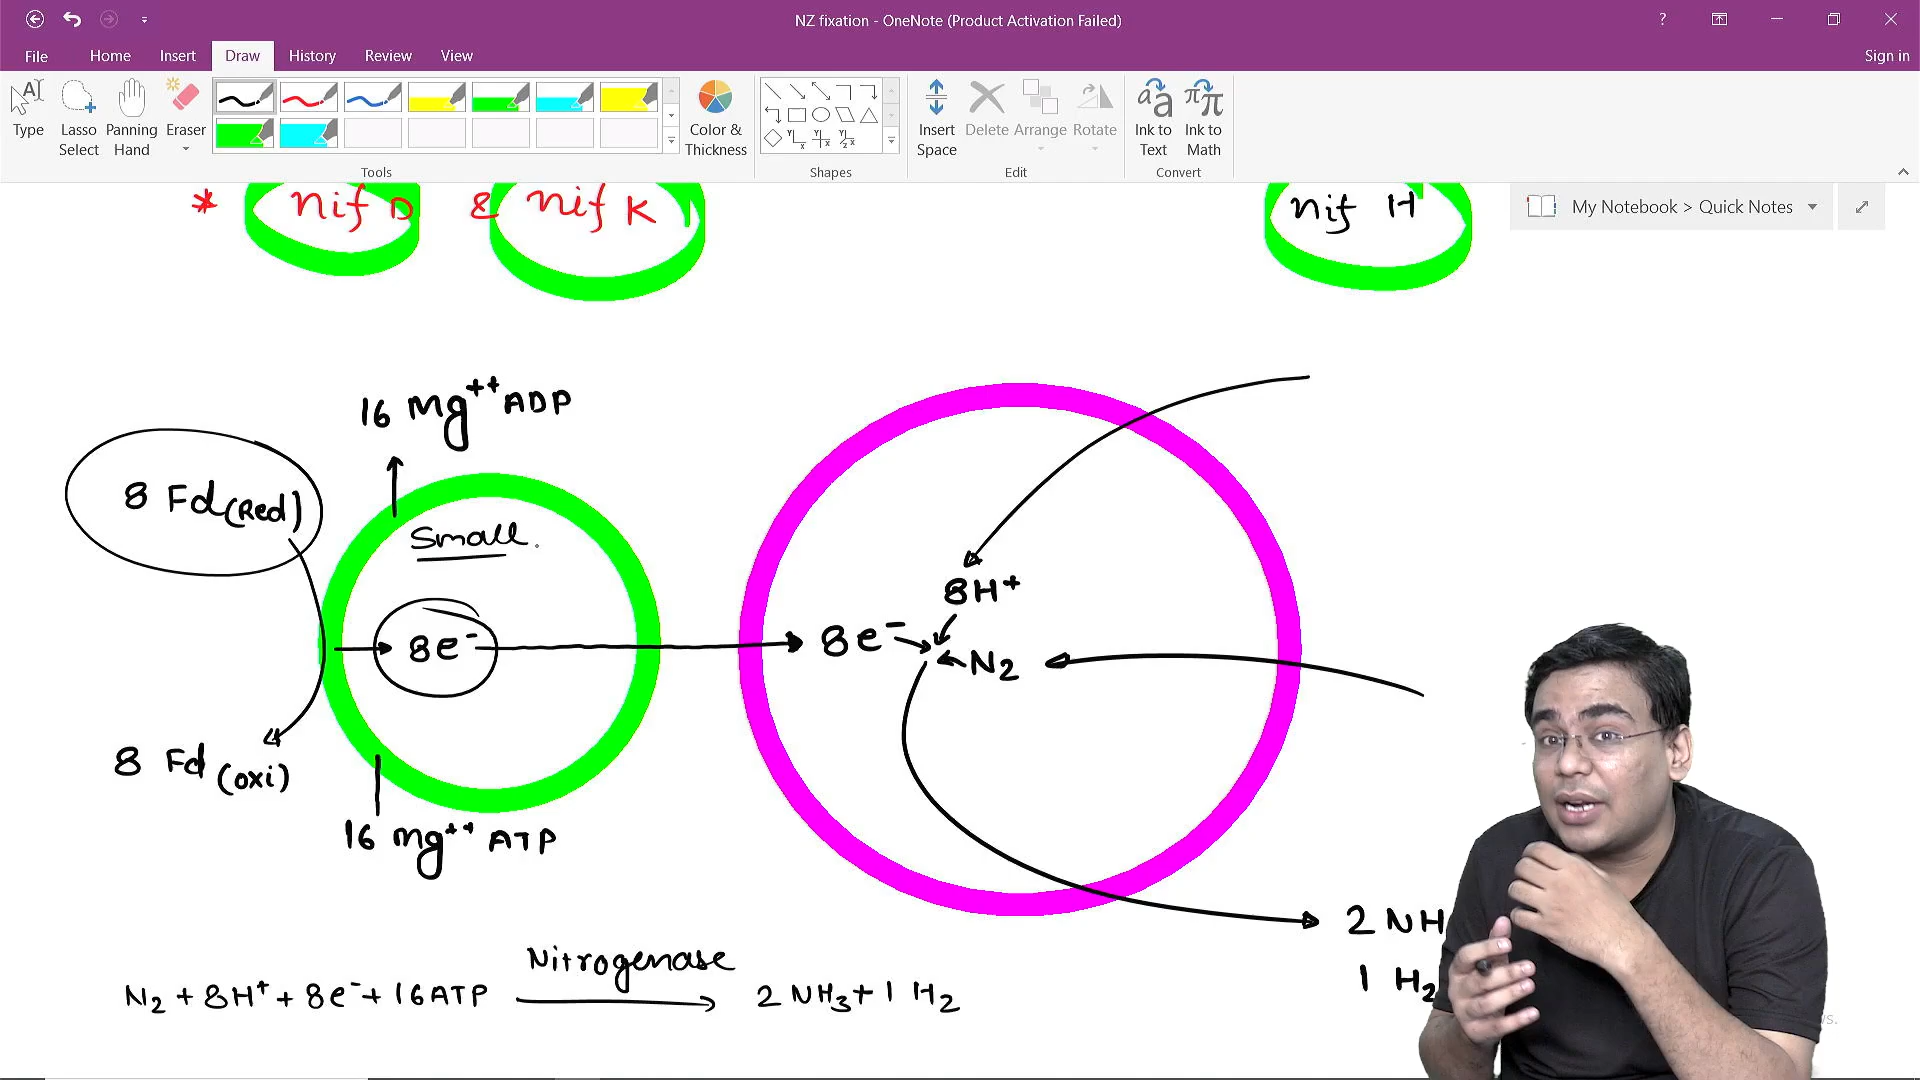 NZ fixation - OneNote (Product Activation Failed)
?
File Home Insert Draw History Review View
Sign in
Type
Lasso Select
Panning Hand
Eraser
Color & Thickness
Insert Space
Delete
Arrange
Rotate
Ink to Text
Ink to Math
Tools
Shapes
Edit
Convert
My Notebook > Quick Notes
* nif D & nif K
nif H
16 mg++ ADP
8 Fd(Red)
Small.
8e-
8e-
8H+
N2
8 Fd (oxi)
16 mg++ ATP
2 NH
1 H2
Nitrogenase
N2 + 8H+ + 8e- + 16ATP → 2 NH3 + 1 H2